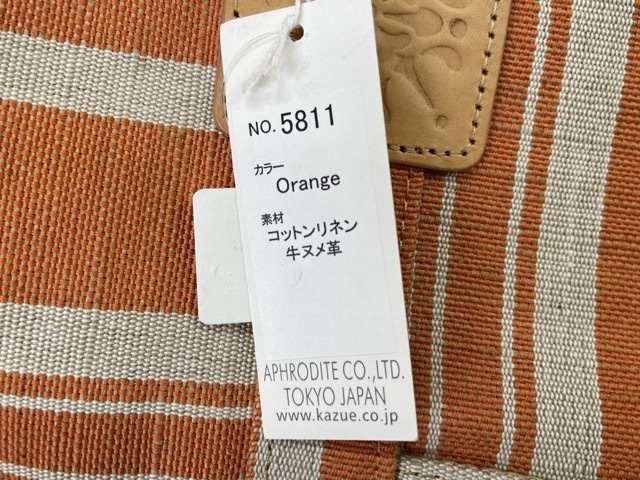 NO. 5811
カラー
Orange
素材
コットンリネン
牛ヌメ革
APHRODITE CO.,LTD.
TOKYO JAPAN
www.kazue.co.jp